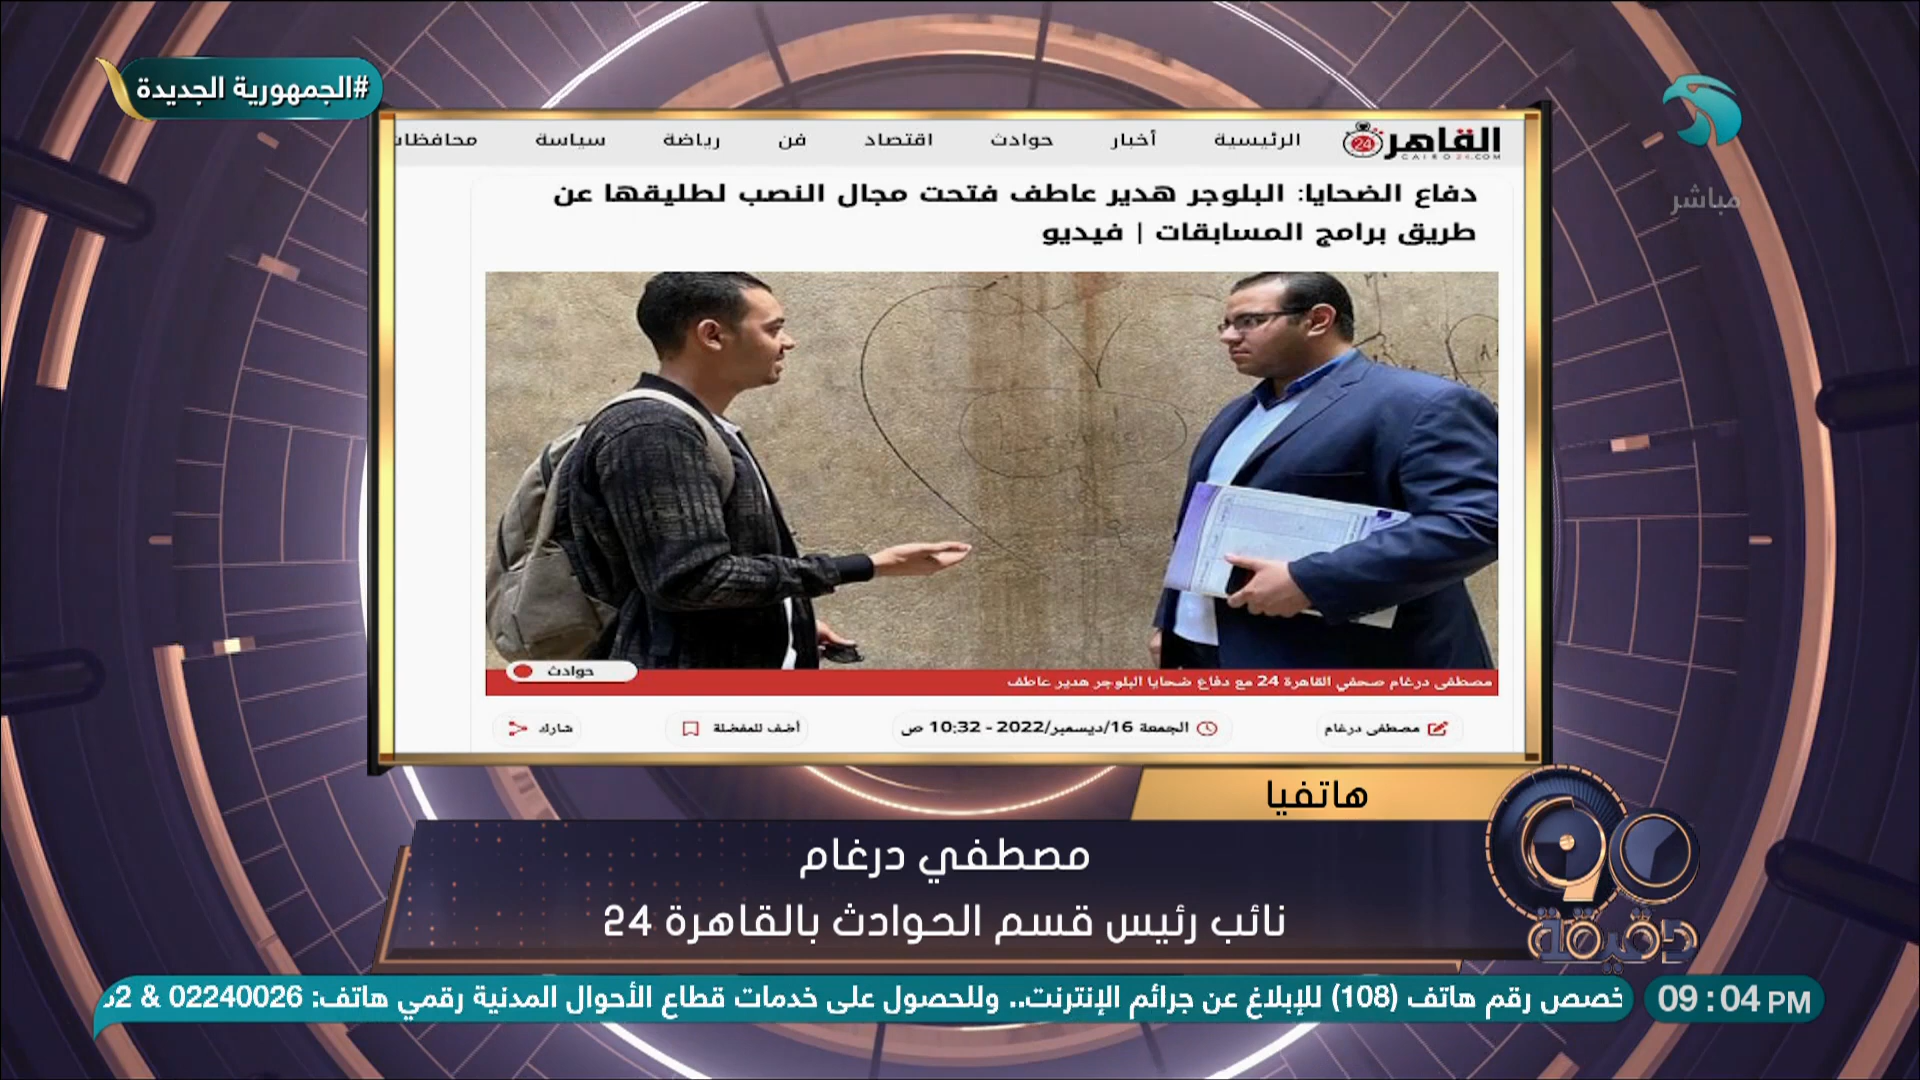 #الجمهورية الجديدة
مباشر
القاهرة 24
CAIRO24.COM
الرئيسية أخبار حوادث اقتصاد فن رياضة سياسة
دفاع الضحايا: البلوجر هدير عاطف فتحت مجال النصب لطليقها عن
طريق برامج المسابقات | فيديو
حوادث
مصطفى درغام صحفي القاهرة 24 مع دفاع ضحايا البلوجر هدير عاطف
مصطفى درغام
الجمعة 16/ديسمبر/2022 - 10:32 ص
أضف للمفضلة
شارك
هاتفيا
مصطفي درغام
نائب رئيس قسم الحوادث بالقاهرة 24
90 دقيقة
رقم هاتف (108) للإبلاغ عن جرائم الإنترنت.. وللحصول على خدمات قطاع الأحوال المدنية رقمي هاتف: 02240026 &
09:04 PM